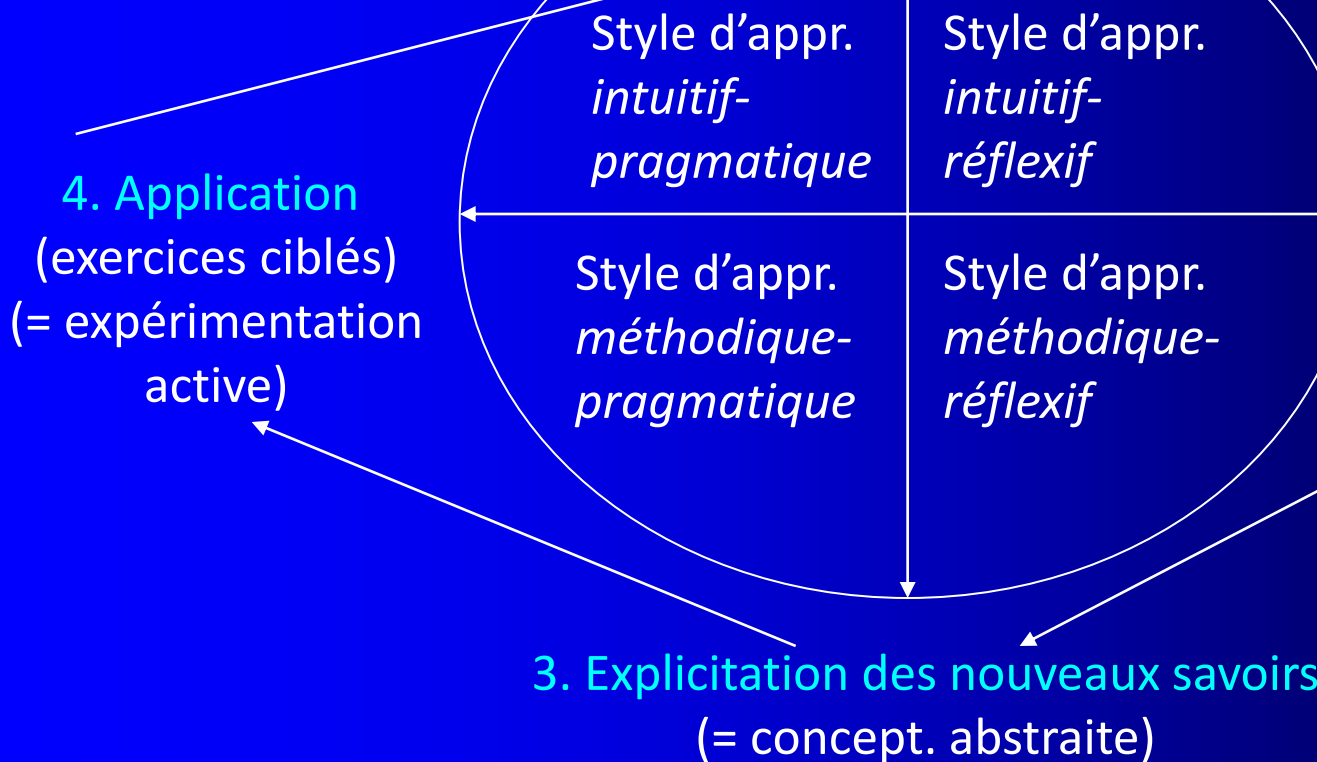 Style d’appr.
intuitif-
pragmatique
Style d’appr.
intuitif-
réflexif
4. Application
(exercices ciblés)
(= expérimentation
active)
Style d’appr.
méthodique-
pragmatique
Style d’appr.
méthodique-
réflexif
3. Explicitation des nouveaux savoirs
(= concept. abstraite)